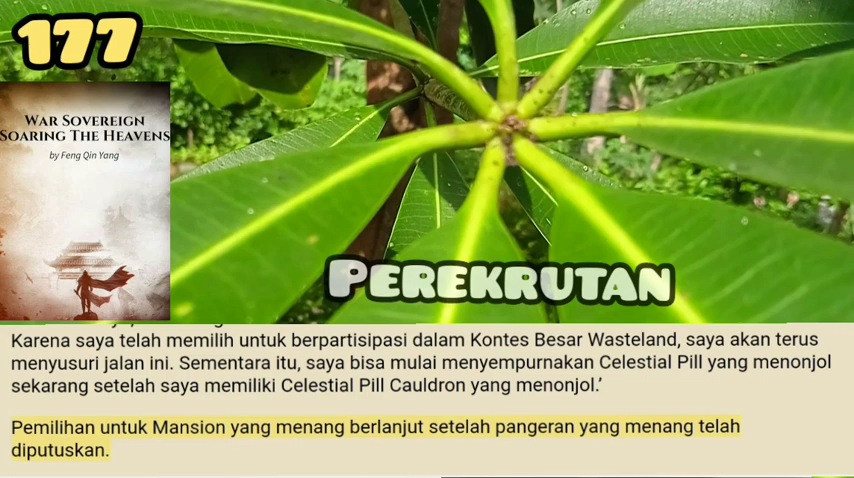 177
WAR SOVEREIGN
SOARING THE HEAVENS
by Feng Qin Yang
PEREKRUTAN
Karena saya telah memilih untuk berpartisipasi dalam Kontes Besar Wasteland, saya akan terus
menyusuri jalan ini. Sementara itu, saya bisa mulai menyempurnakan Celestial Pill yang menonjol
sekarang setelah saya memiliki Celestial Pill Cauldron yang menonjol.’
Pemilihan untuk Mansion yang menang berlanjut setelah pangeran yang menang telah
diputuskan.